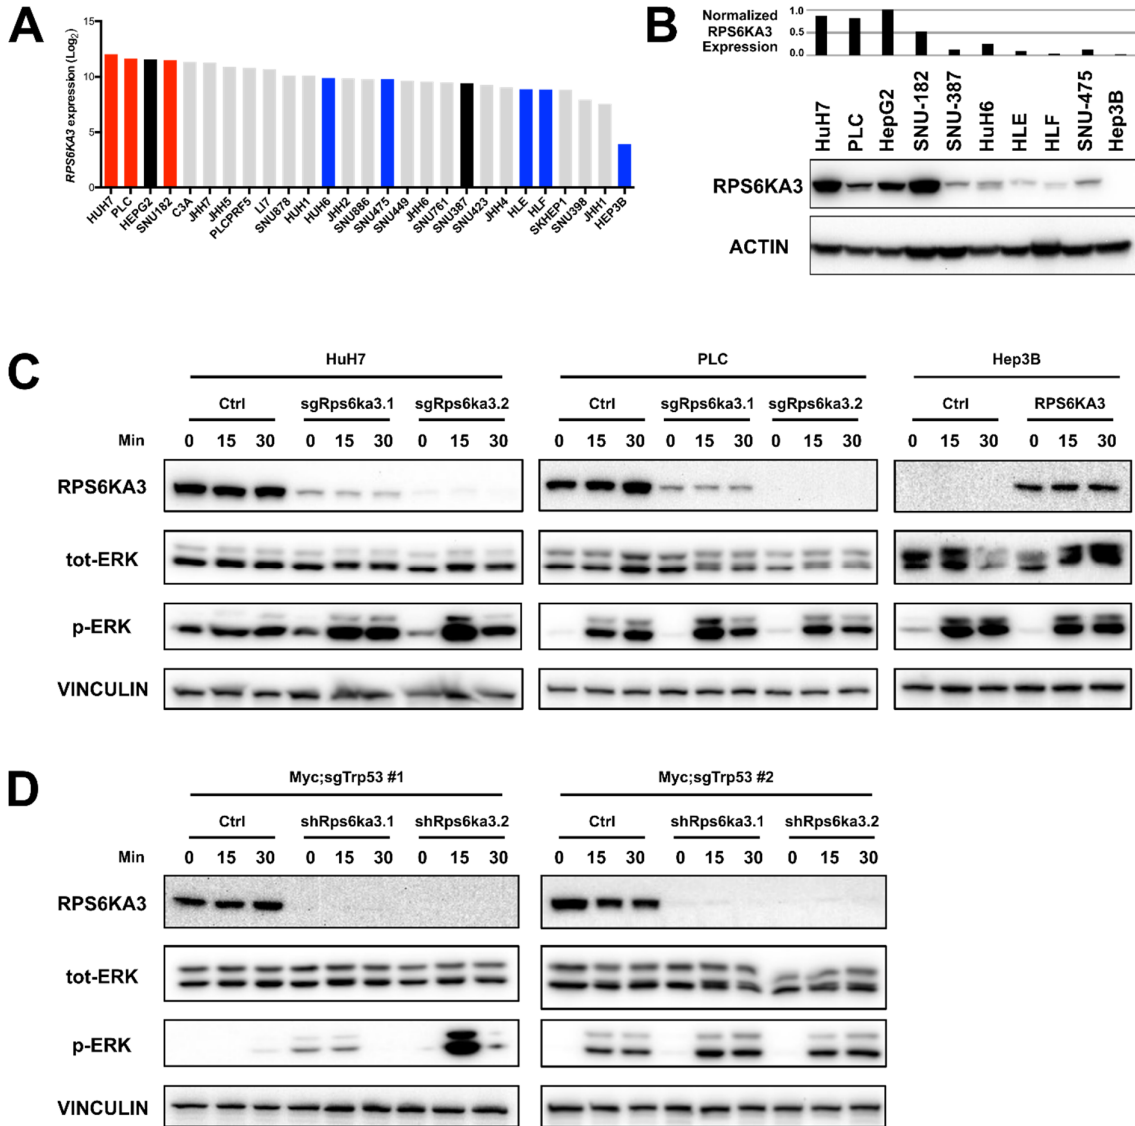 A
RPS6KA3 expression (Log2)
15
10
5
0
HUH7
PLC
HEPG2
SNU182
C3A
JHH7
JHH5
PLCPRF5
LI7
SNU878
HUH1
HUH6
JHH2
SNU886
SNU475
SNU449
JHH6
SNU761
SNU387
SNU423
JHH4
HLE
HLF
SKHEP1
SNU398
JHH1
HEP3B
B
Normalized
RPS6KA3
Expression
1.0
0.5
0.0
HuH7
PLC
HepG2
SNU-182
SNU-387
HuH6
HLE
HLF
SNU-475
Hep3B
RPS6KA3
ACTIN
C
HuH7 PLC Hep3B
Ctrl sgRps6ka3.1 sgRps6ka3.2 Ctrl sgRps6ka3.1 sgRps6ka3.2 Ctrl RPS6KA3
Min 0 15 30 0 15 30 0 15 30 0 15 30 0 15 30 0 15 30 0 15 30 0 15 30
RPS6KA3
tot-ERK
p-ERK
VINCULIN
D
Myc;sgTrp53 #1 Myc;sgTrp53 #2
Ctrl shRps6ka3.1 shRps6ka3.2 Ctrl shRps6ka3.1 shRps6ka3.2
Min 0 15 30 0 15 30 0 15 30 0 15 30 0 15 30 0 15 30
RPS6KA3
tot-ERK
p-ERK
VINCULIN